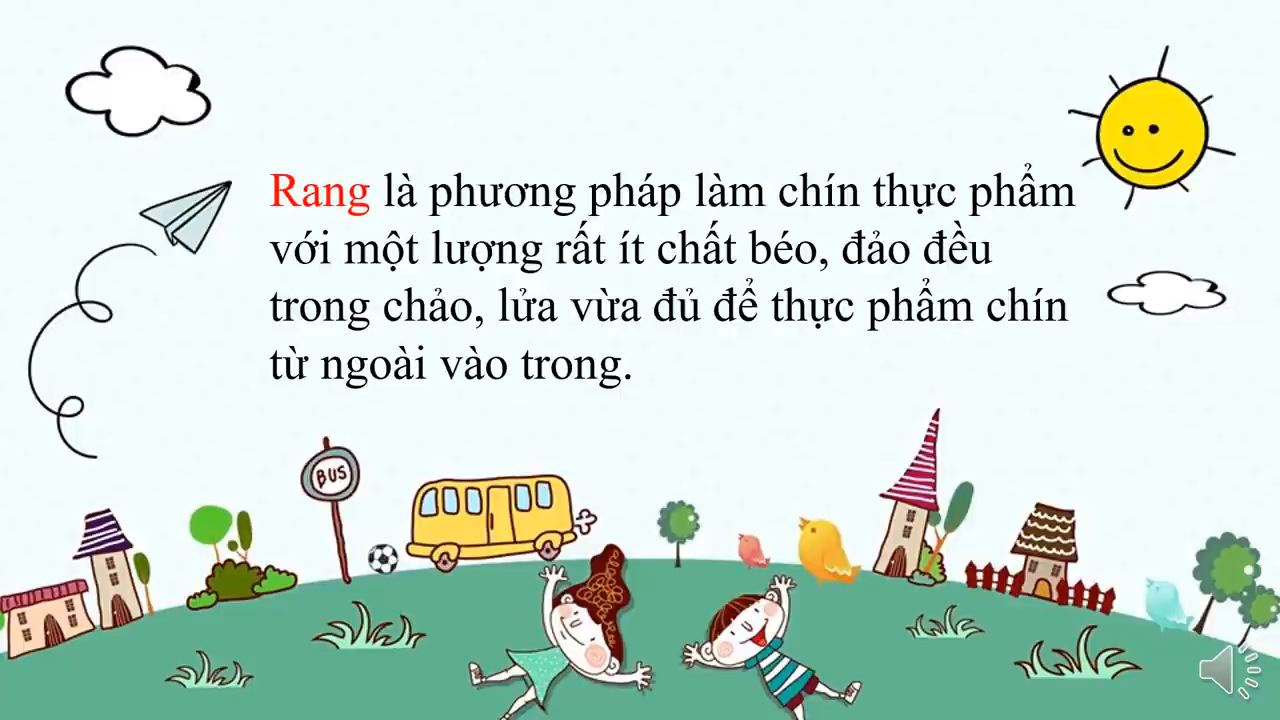 Rang là phương pháp làm chín thực phẩm
với một lượng rất ít chất béo, đảo đều
trong chảo, lửa vừa đủ để thực phẩm chín
từ ngoài vào trong.
BUS